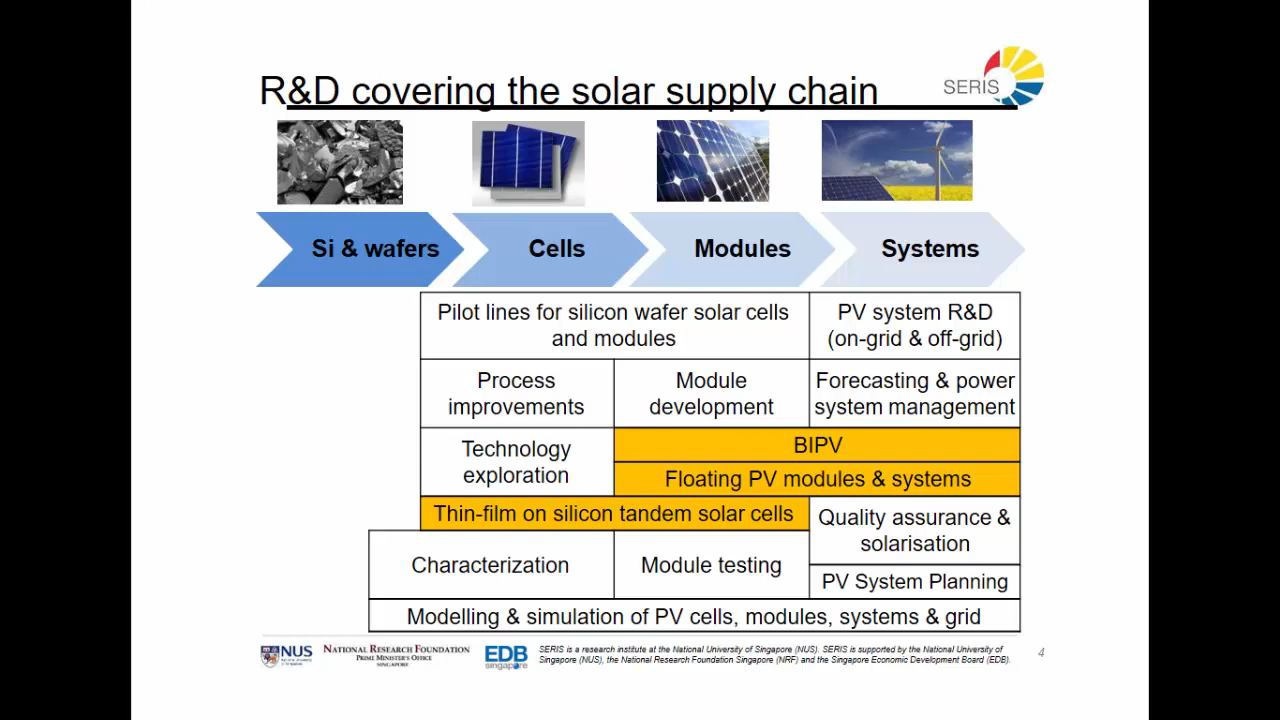 R&D covering the solar supply chain
SERIS
Si & wafers
Cells
Modules
Systems
Pilot lines for silicon wafer solar cells
and modules
PV system R&D
(on-grid & off-grid)
Process
improvements
Module
development
Forecasting & power
system management
Technology
exploration
BIPV
Floating PV modules & systems
Thin-film on silicon tandem solar cells
Quality assurance &
solarisation
Characterization
Module testing
PV System Planning
Modelling & simulation of PV cells, modules, systems & grid
NUS
NATIONAL RESEARCH FOUNDATION
PRIME MINISTER'S OFFICE
SINGAPORE
EDB
singapore
SERIS is a research institute at the National University of Singapore (NUS). SERIS is supported by the National University of
Singapore (NUS), the National Research Foundation Singapore (NRF) and the Singapore Economic Development Board (EDB).
4